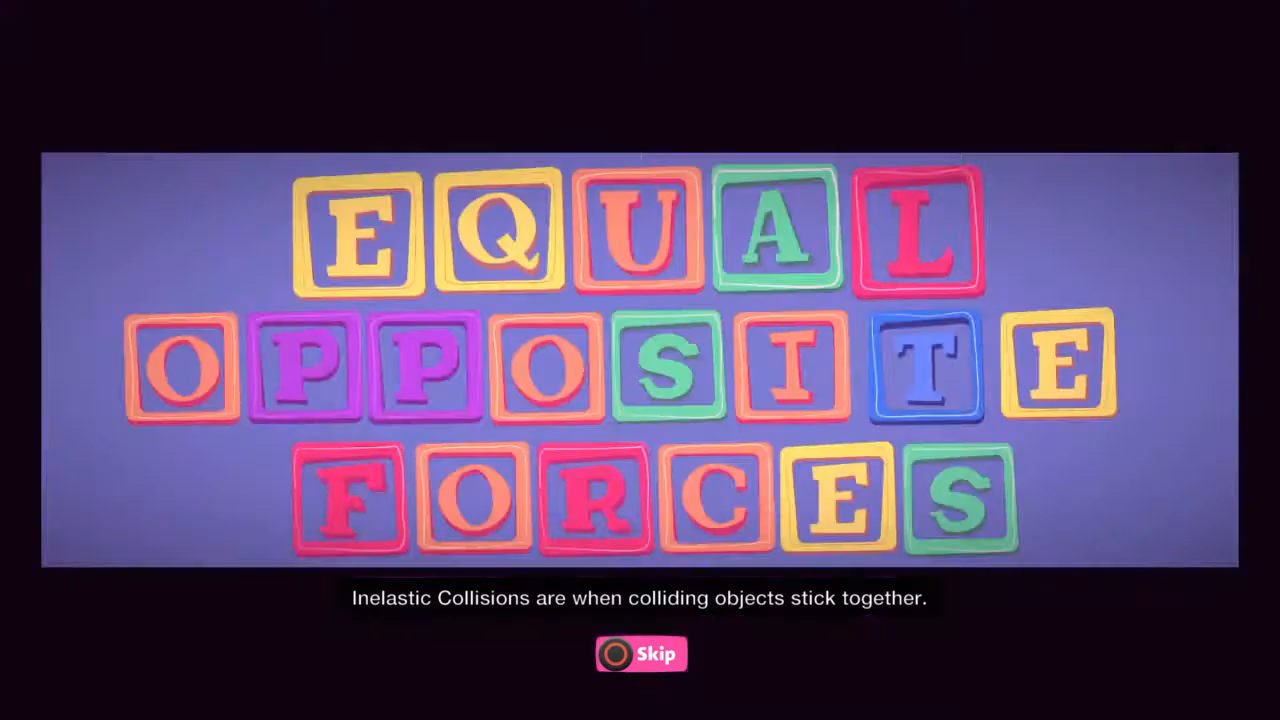 EQUAL
OPPOSITE
FORCES
Inelastic Collisions are when colliding objects stick together.
Skip